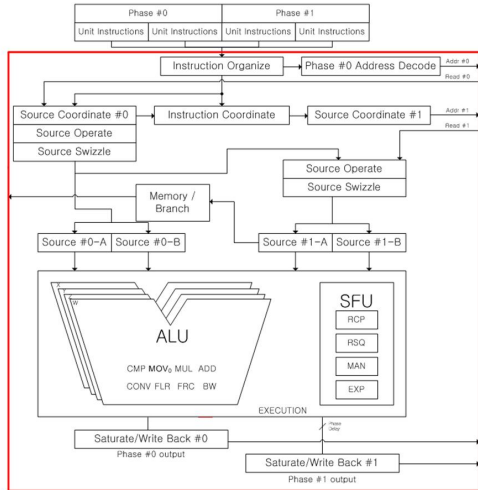 Phase #0 Phase #1
Unit Instructions Unit Instructions Unit Instructions Unit Instructions
Instruction Organize Phase #0 Address Decode Addr #0
Read #0
Source Coordinate #0 Instruction Coordinate Source Coordinate #1 Addr #1
Source Operate Read #1
Source Swizzle
Source Operate
Source Swizzle
Memory /
Branch
Source #0-A Source #0-B Source #1-A Source #1-B
X
Y
Z
W
ALU SFU
RCP
RSQ
MAN
EXP
CMP MOV₀ MUL ADD
CONV FLR FRC BW
EXECUTION
Phase
Delay
Saturate/Write Back #0
Phase #0 output
Saturate/Write Back #1
Phase #1 output